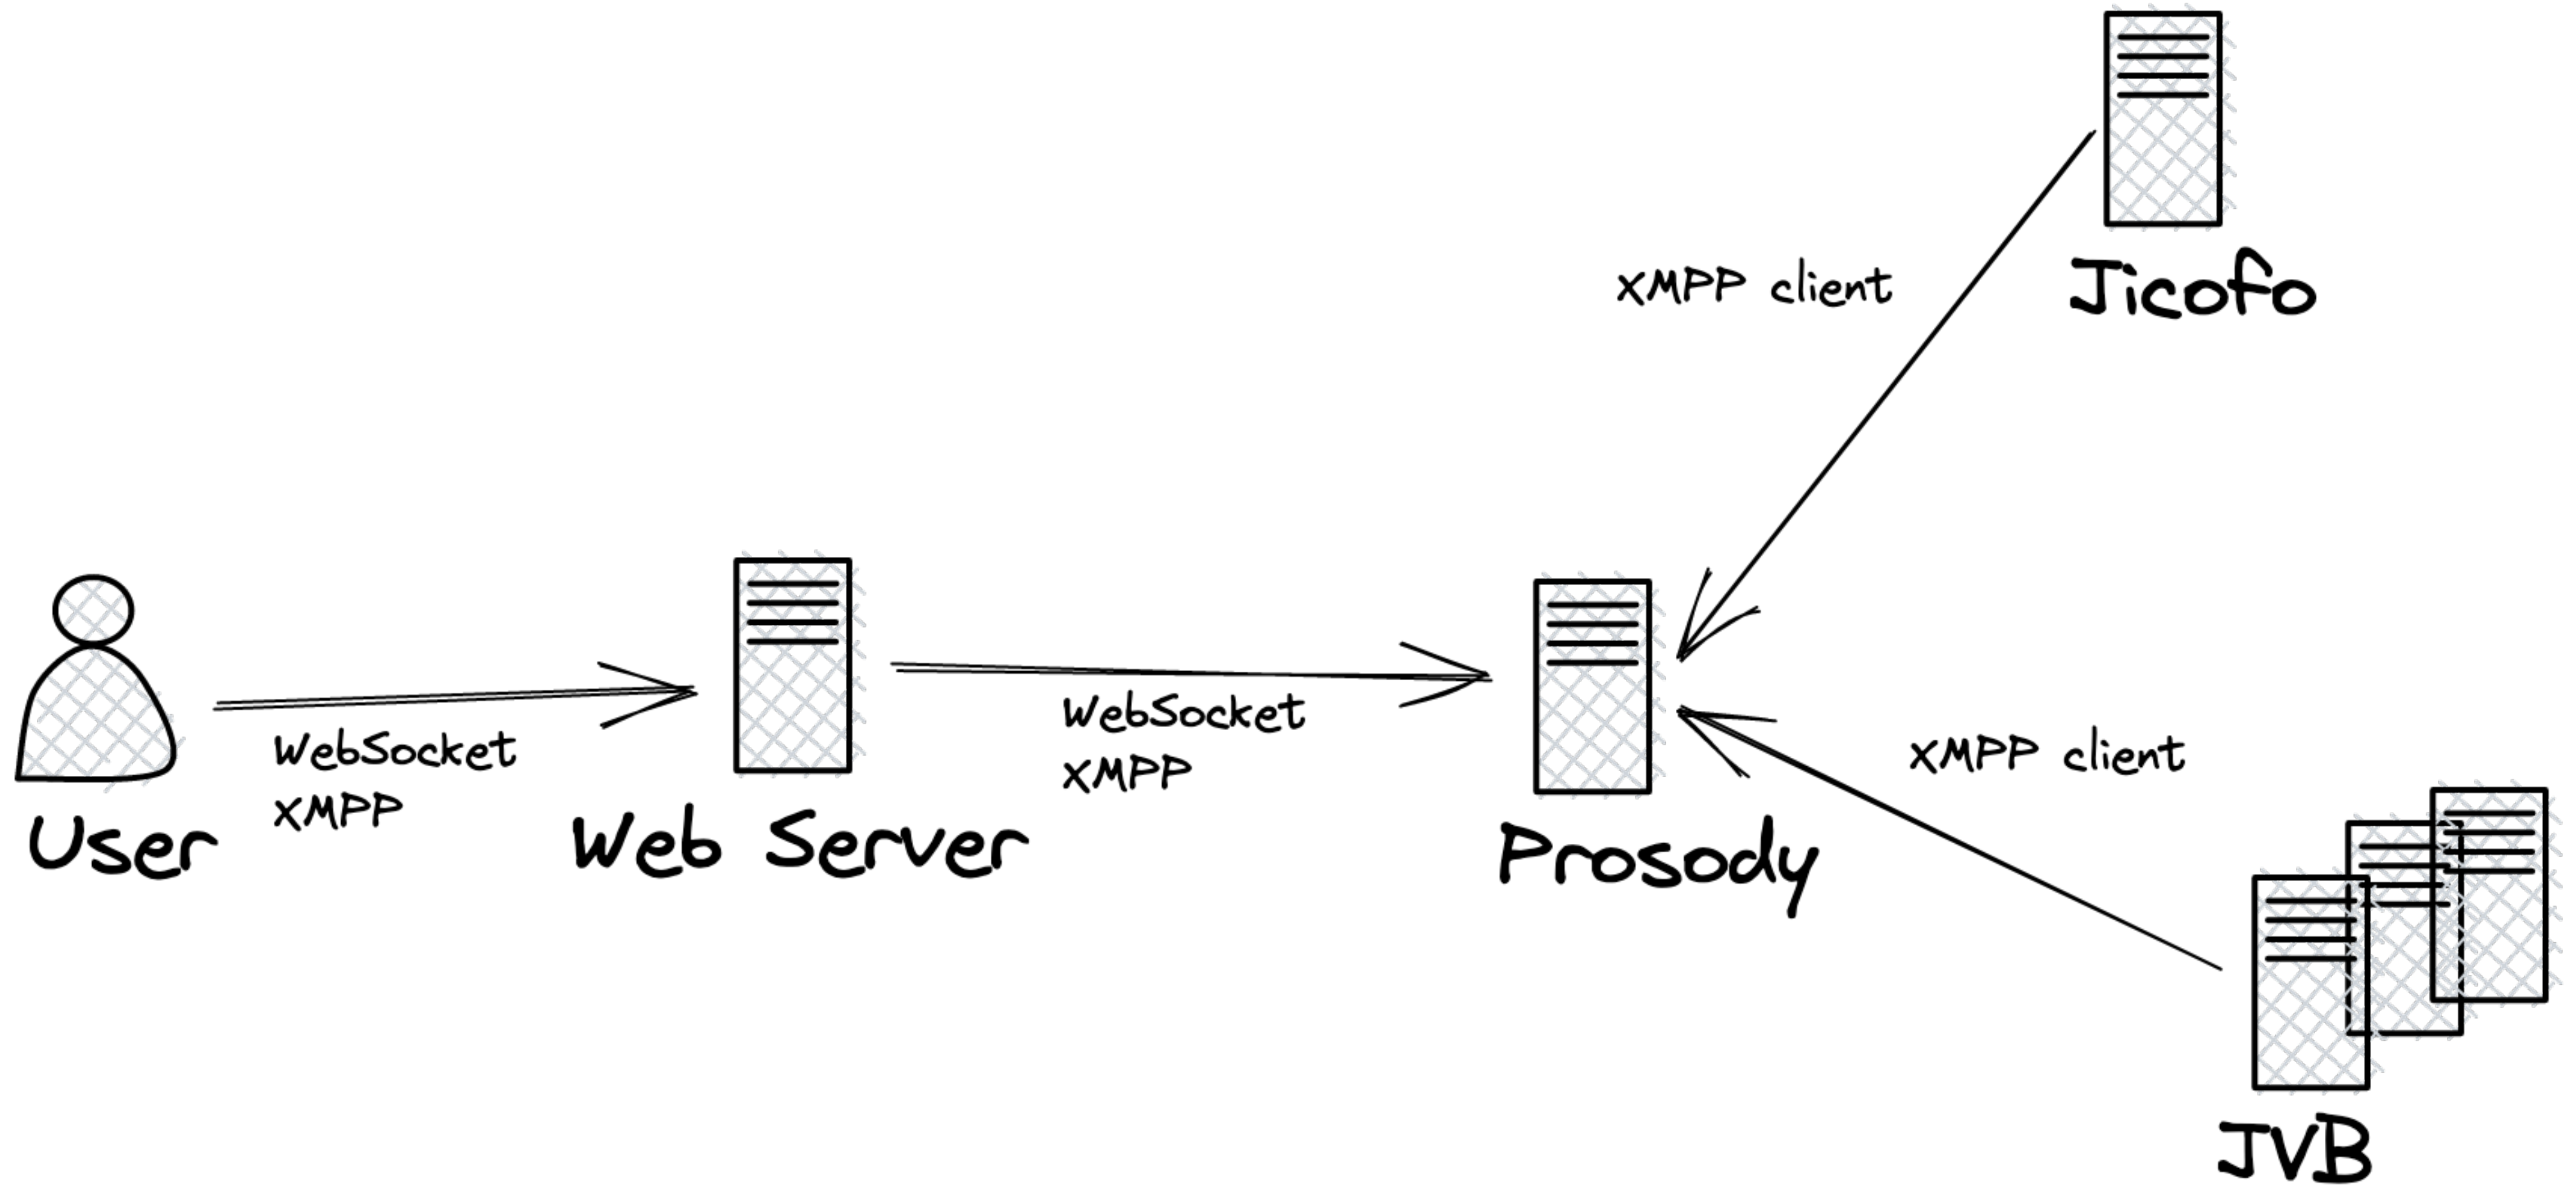 XMPP client
Jicofo
WebSocket
XMPP
User
Web Server
WebSocket
XMPP
Prosody
XMPP client
JVB